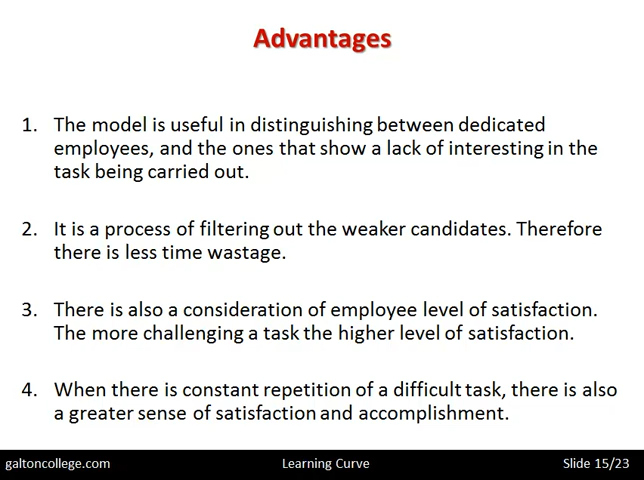 Advantages
1. The model is useful in distinguishing between dedicated
employees, and the ones that show a lack of interesting in the
task being carried out.
2. It is a process of filtering out the weaker candidates. Therefore
there is less time wastage.
3. There is also a consideration of employee level of satisfaction.
The more challenging a task the higher level of satisfaction.
4. When there is constant repetition of a difficult task, there is also
a greater sense of satisfaction and accomplishment.
galtoncollege.com Learning Curve Slide 15/23